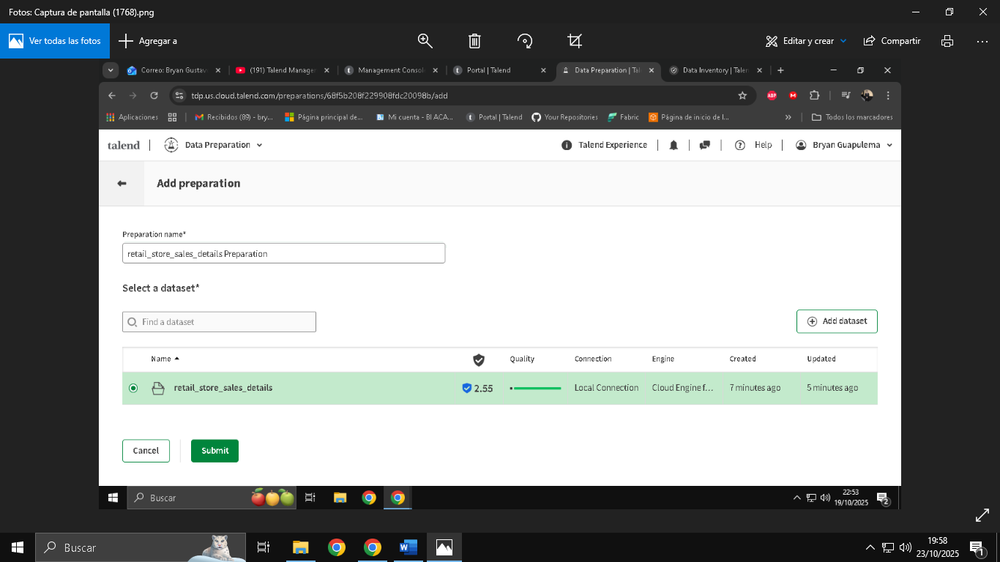 Fotos: Captura de pantalla (1768).png
Ver todas las fotos
Agregar a
Editar y crear
Compartir
Correo: Bryan Gustav
(191) Talend Manage
Management Consol
Portal | Talend
Data Preparation | Tal
Data Inventory | Talen
tdp.us.cloud.talend.com/preparations/68f5b208f229908fdc20098b/add
Aplicaciones
Recibidos (89) - bry...
Página principal de...
Mi cuenta - BI ACA...
Portal | Talend
Your Repositories
Fabric
Página de inicio de l...
Todos los marcadores
talend
Data Preparation
Talend Experience
Help
Bryan Guapulema
Add preparation
Preparation name*
retail_store_sales_details Preparation
Select a dataset*
Find a dataset
Add dataset
Name Quality Connection Engine Created Updated
retail_store_sales_details 2.55 Local Connection Cloud Engine f... 7 minutes ago 5 minutes ago
Cancel
Submit
Buscar
22:53
19/10/2025
2
Buscar
19:58
23/10/2025
1